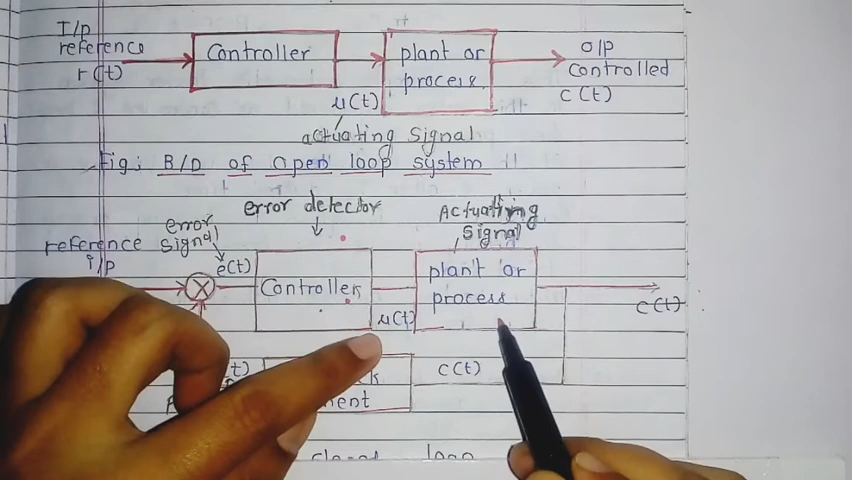 I/p
reference
r(t)
Controller
plant or
process
O/P
Controlled
C(t)
u(t)
actuating Signal
Fig: B/D of open loop system
error detector
Actuating
Signal
error
Signal
reference
i/p
e(t)
Controller
plant or
process
u(t)
c(t)
C(t)
loop